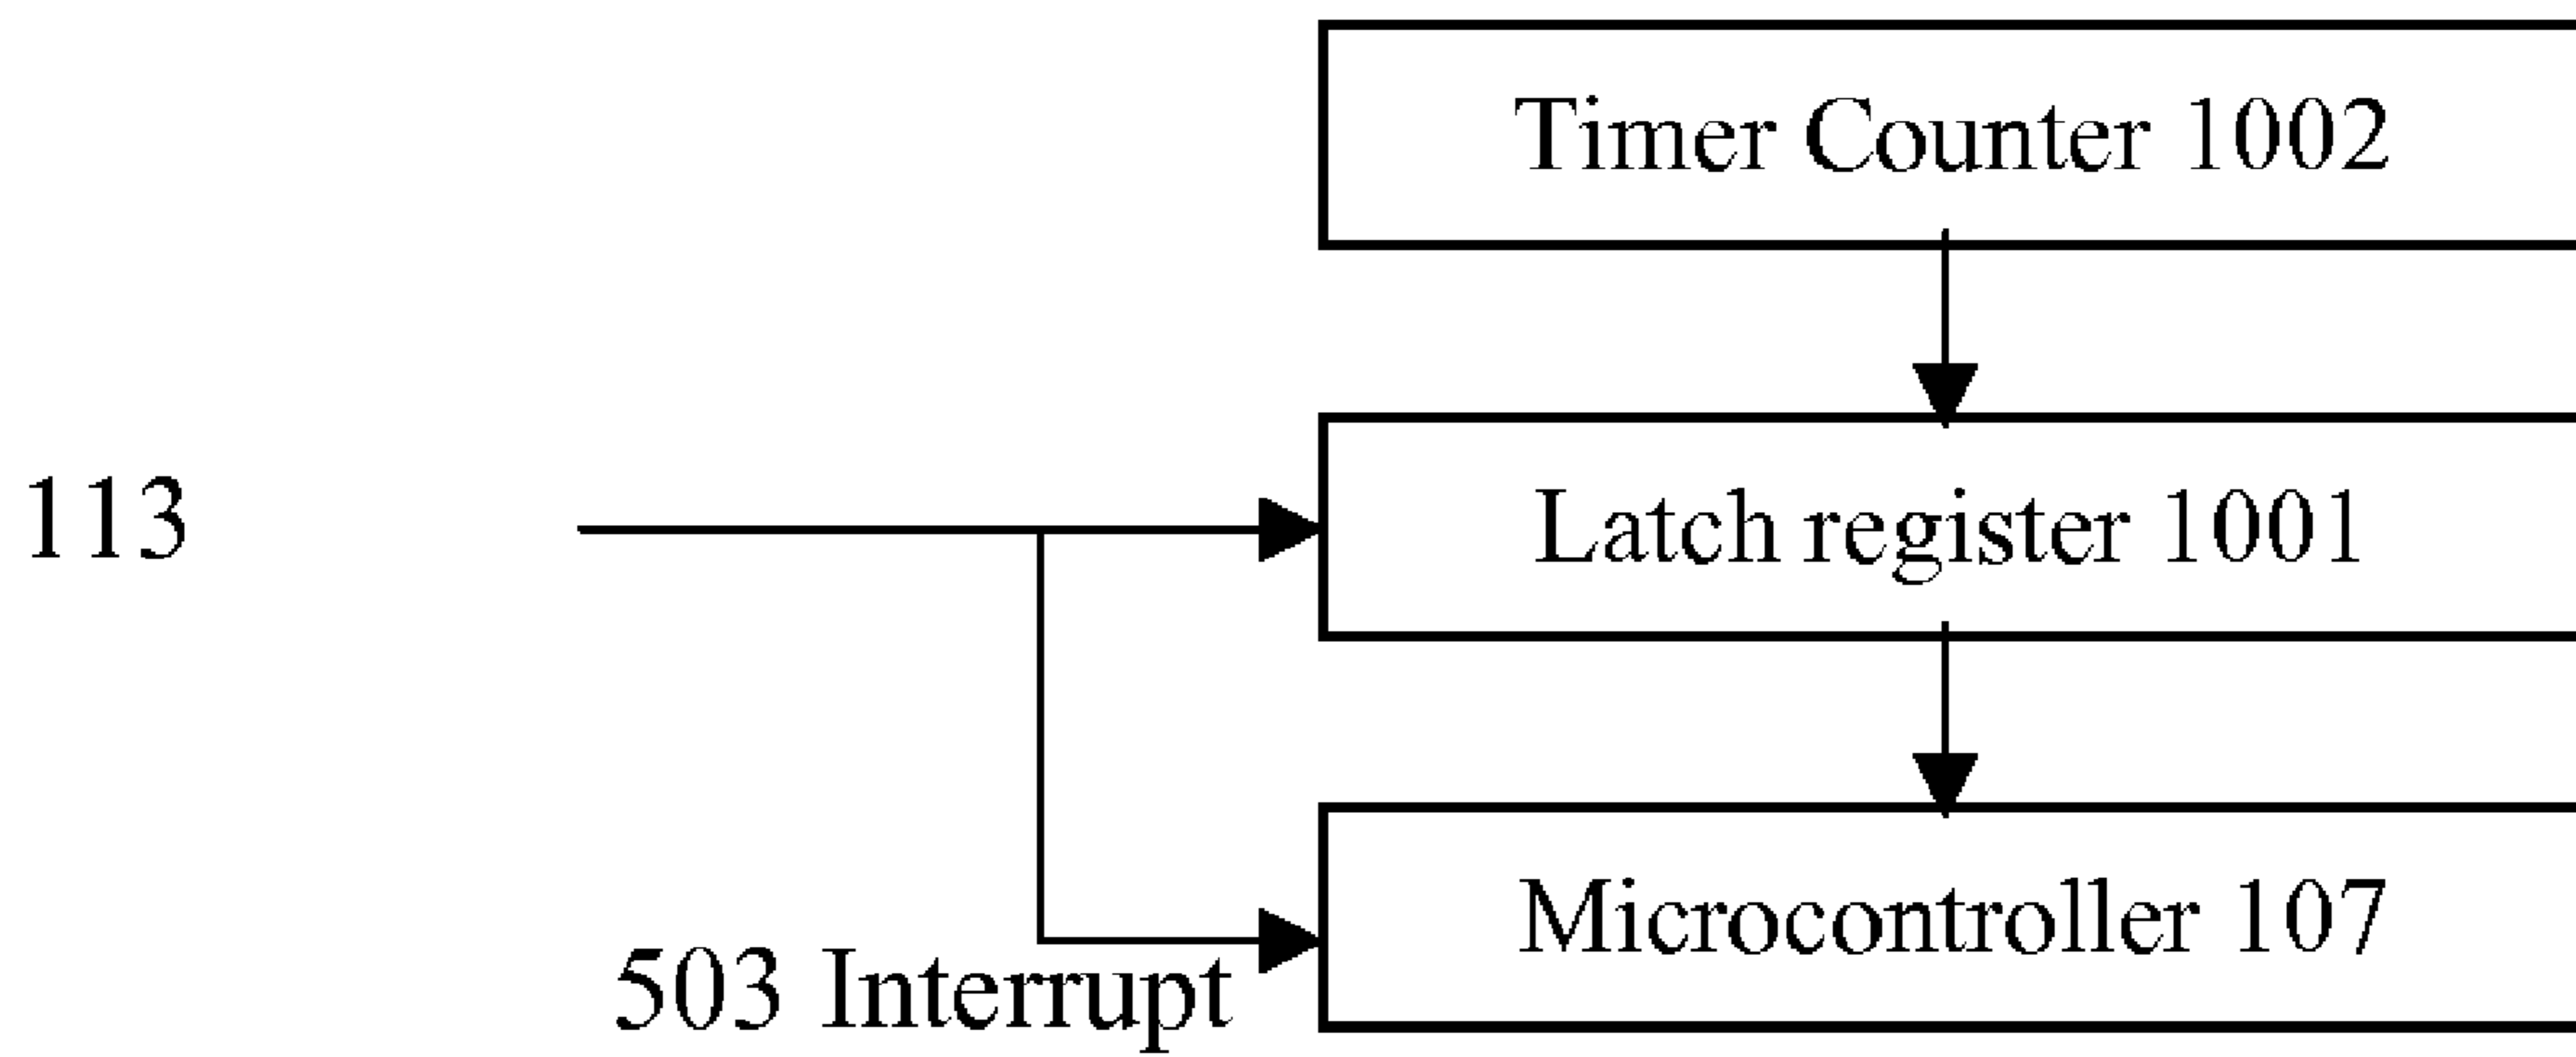 Timer Counter 1002
113
Latch register 1001
Microcontroller 107
503 Interrupt